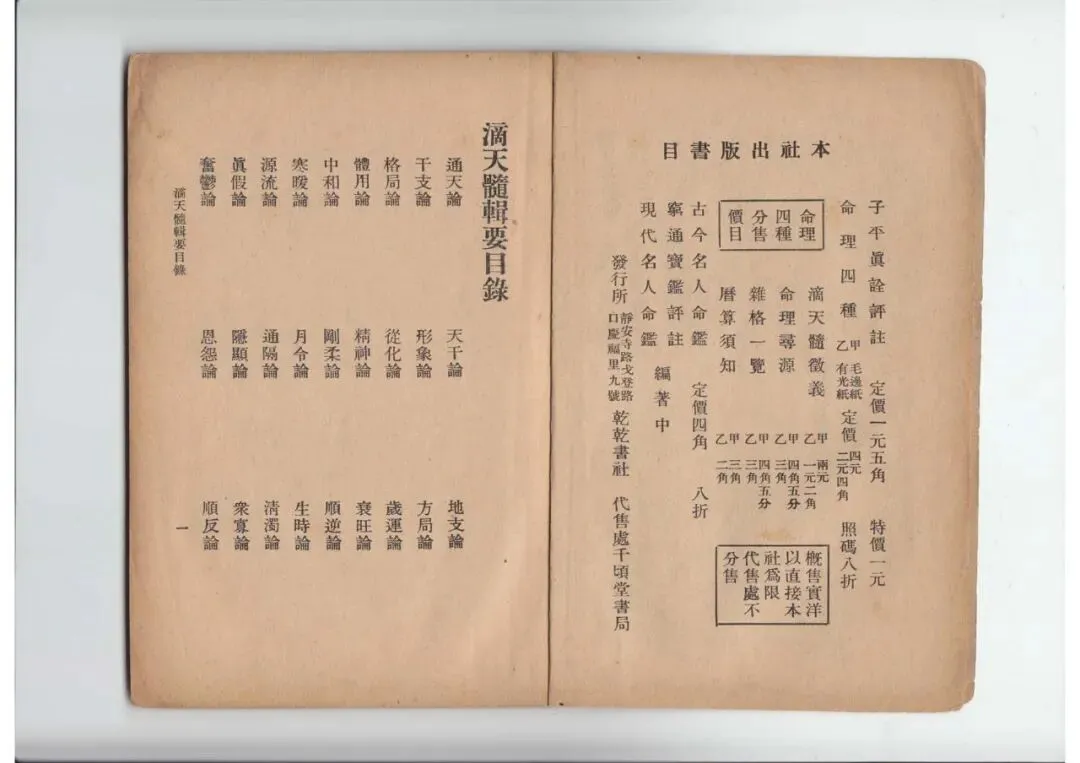 本社出版書目
子平眞詮評註 定價一元五角 特價一元
命理四種 甲毛邊紙 乙有光紙 定價 四元 二元四角 照碼八折
命理四種分售價目
滴天髓徵義 甲兩元 乙一元二角
命理尋源 甲四角五分 乙三角
雜格一覽 甲四角五分 乙三角
曆算須知 甲三角 乙二角
概售實洋以直接本社爲限代售處不分售
古今名人命鑑 定價四角 八折
窮通寶鑑評註
現代名人命鑑 編著中
發行所 靜安寺路戈登路口慶福里九號 乾乾書社 代售處千頃堂書局
滴天髓輯要目錄
通天論 天干論 地支論
干支論 形象論 方局論
格局論 從化論 歲運論
體用論 精神論 衰旺論
中和論 剛柔論 順逆論
寒暖論 月令論 生時論
源流論 通隔論 清濁論
眞假論 隱顯論 衆寡論
奮鬱論 恩怨論 順反論
滴天髓輯要目錄 一